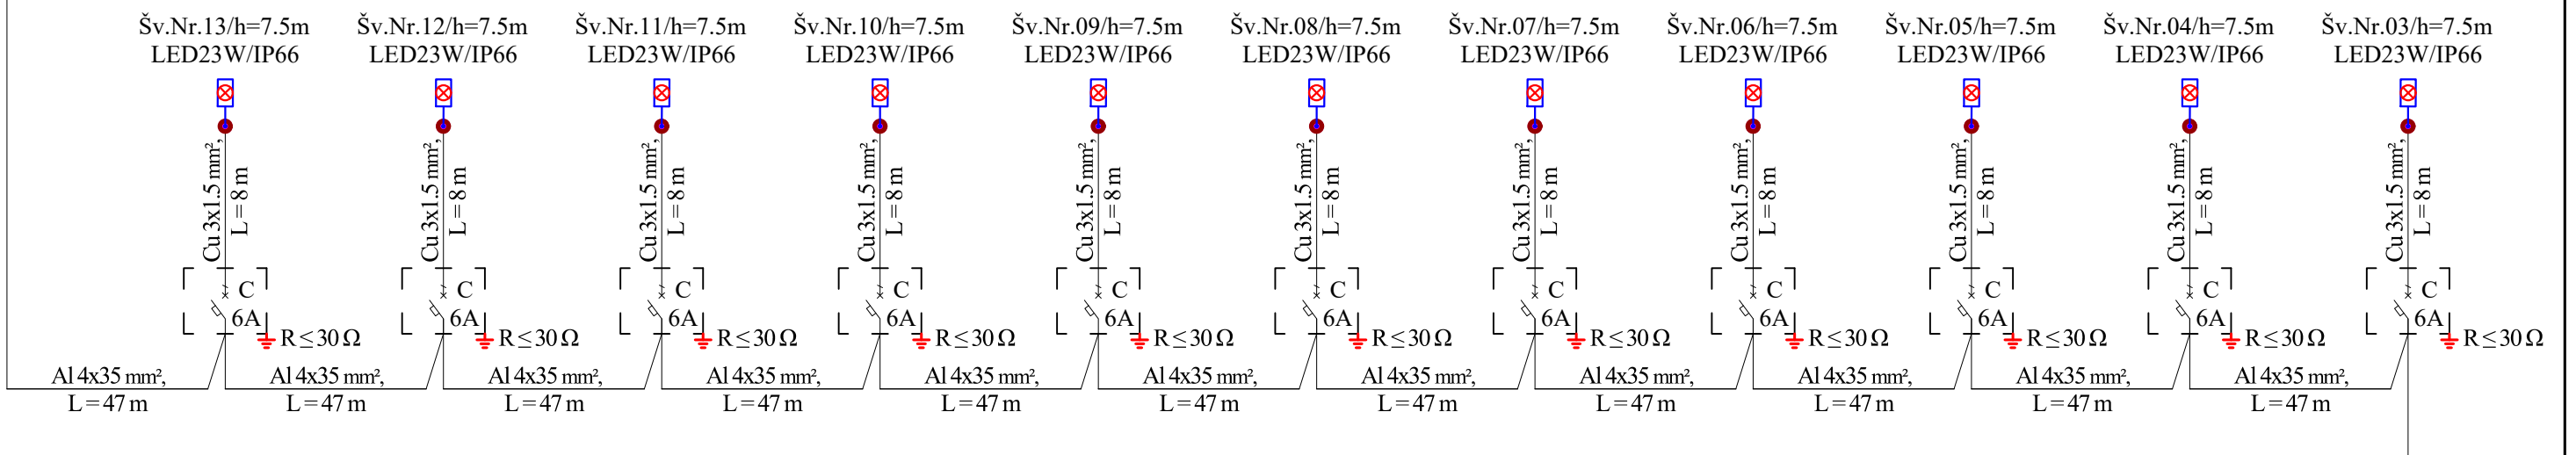 Šv.Nr.13/h=7.5m
LED23W/IP66
Šv.Nr.12/h=7.5m
LED23W/IP66
Šv.Nr.11/h=7.5m
LED23W/IP66
Šv.Nr.10/h=7.5m
LED23W/IP66
Šv.Nr.09/h=7.5m
LED23W/IP66
Šv.Nr.08/h=7.5m
LED23W/IP66
Šv.Nr.07/h=7.5m
LED23W/IP66
Šv.Nr.06/h=7.5m
LED23W/IP66
Šv.Nr.05/h=7.5m
LED23W/IP66
Šv.Nr.04/h=7.5m
LED23W/IP66
Šv.Nr.03/h=7.5m
LED23W/IP66
Cu 3x1.5 mm²,
L = 8 m
Cu 3x1.5 mm²,
L = 8 m
Cu 3x1.5 mm²,
L = 8 m
Cu 3x1.5 mm²,
L = 8 m
Cu 3x1.5 mm²,
L = 8 m
Cu 3x1.5 mm²,
L = 8 m
Cu 3x1.5 mm²,
L = 8 m
Cu 3x1.5 mm²,
L = 8 m
Cu 3x1.5 mm²,
L = 8 m
Cu 3x1.5 mm²,
L = 8 m
Cu 3x1.5 mm²,
L = 8 m
C
6A
R ≤ 30 Ω
C
6A
R ≤ 30 Ω
C
6A
R ≤ 30 Ω
C
6A
R ≤ 30 Ω
C
6A
R ≤ 30 Ω
C
6A
R ≤ 30 Ω
C
6A
R ≤ 30 Ω
C
6A
R ≤ 30 Ω
C
6A
R ≤ 30 Ω
C
6A
R ≤ 30 Ω
C
6A
R ≤ 30 Ω
Al 4x35 mm²,
L = 47 m
Al 4x35 mm²,
L = 47 m
Al 4x35 mm²,
L = 47 m
Al 4x35 mm²,
L = 47 m
Al 4x35 mm²,
L = 47 m
Al 4x35 mm²,
L = 47 m
Al 4x35 mm²,
L = 47 m
Al 4x35 mm²,
L = 47 m
Al 4x35 mm²,
L = 47 m
Al 4x35 mm²,
L = 47 m
Al 4x35 mm²,
L = 47 m